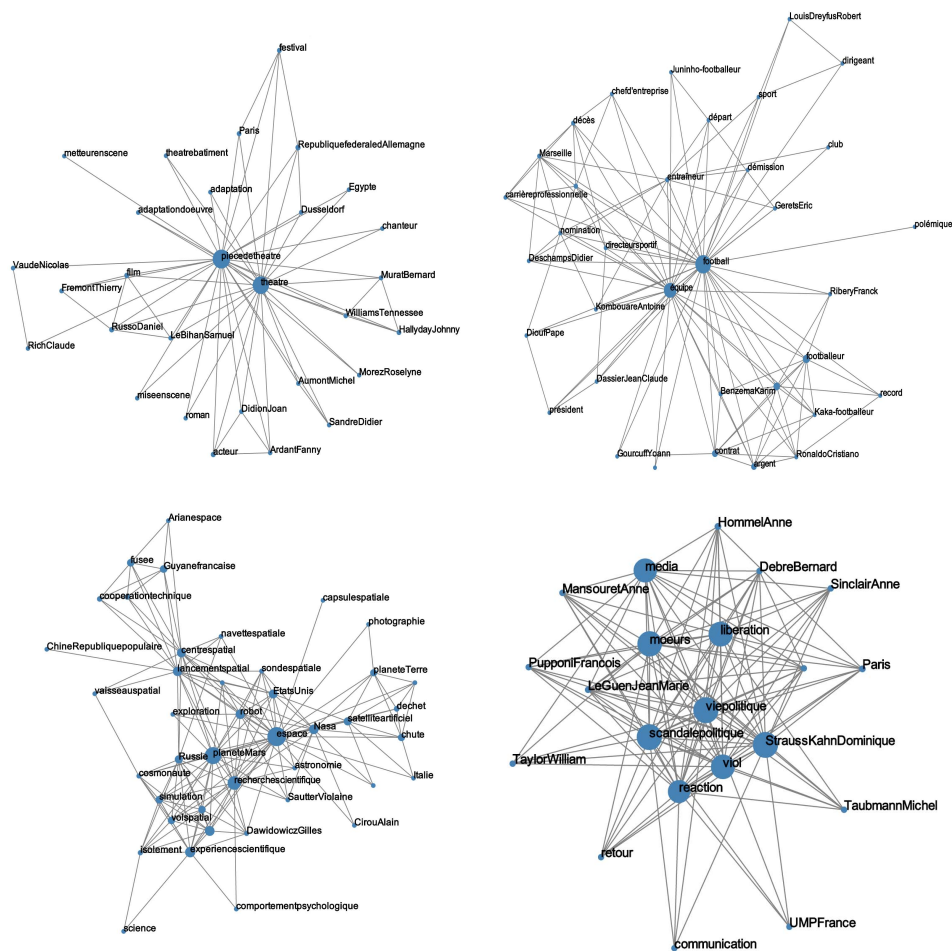 festival
Paris
RepubliquefederaledAllemagne
metteurenscene
theatrebatiment
adaptation
Egypte
adaptationdoeuvre
Dusseldorf
chanteur
piecedetheatre
VaudeNicolas
film
theatre
MuratBernard
FremontThierry
WilliamsTennessee
RussoDaniel
LeBihanSamuel
HallydayJohnny
RichClaude
MorezRoselyne
AumontMichel
miseenscene
roman
DidionJoan
SandreDidier
acteur
ArdantFanny
LouisDreyfusRobert
dirigeant
Juninho-footballeur
chefd'entreprise
sport
décès
départ
Marseille
club
entraîneur
démission
carrièreprofessionnelle
GeretsEric
nomination
polémique
directeursportif
DeschampsDidier
football
équipe
RiberyFranck
KombouareAntoine
DioufPape
footballeur
DassierJeanClaude
BenzemaKarim
record
président
Kaka-footballeur
GourcuffYoann
contrat
RonaldoCristiano
argent
Arianespace
fusee
Guyanefrancaise
cooperationtechnique
capsulespatiale
photographie
navettespatiale
ChineRepubliquepopulaire
centrespatial
lancementspatial
sondespatiale
planeteTerre
vaisseauspatial
EtatsUnis
exploration
robot
dechet
Nasa
satelliteartificiel
espace
chute
Russie
planeteMars
cosmonaute
astronomie
Italie
recherchescientifique
simulation
SautterViolaine
volspatial
CirouAlain
DawidowiczGilles
isolement
experiencescientifique
comportementpsychologique
science
HommelAnne
media
DebreBernard
MansouretAnne
SinclairAnne
moeurs
liberation
PupponiFrancois
Paris
LeGuenJeanMarie
viepolitique
scandalepolitique
StraussKahnDominique
TaylorWilliam
viol
reaction
TaubmannMichel
retour
UMPFrance
communication